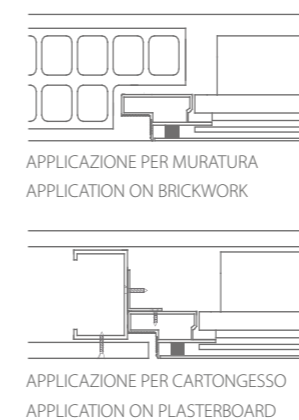 APPLICAZIONE PER MURATURA
APPLICATION ON BRICKWORK
APPLICAZIONE PER CARTONGESSO
APPLICATION ON PLASTERBOARD